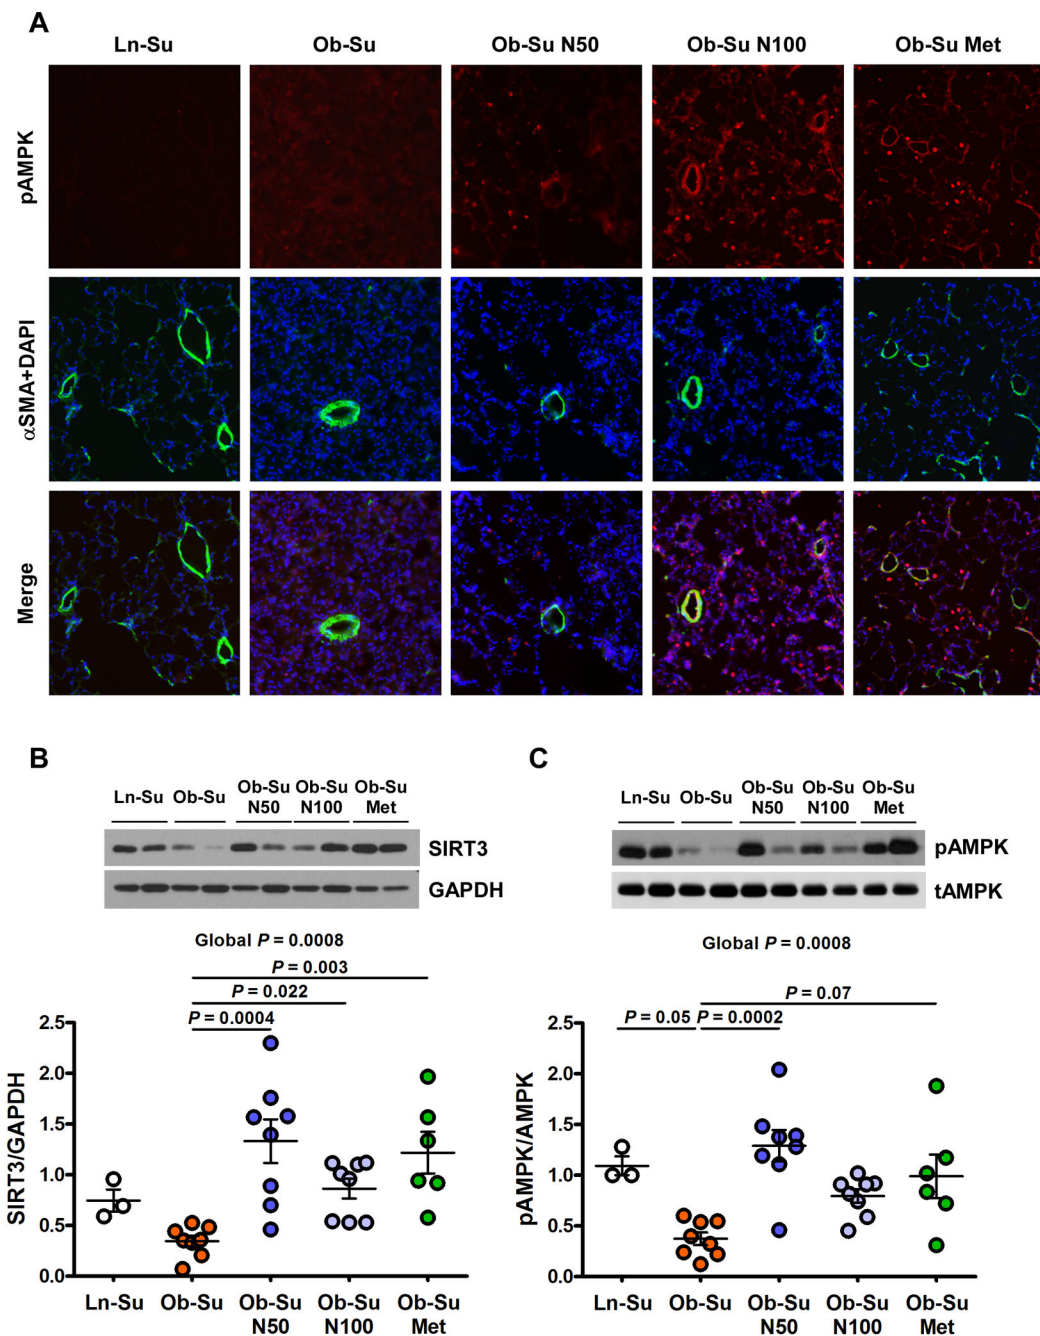 A
Ln-Su Ob-Su Ob-Su N50 Ob-Su N100 Ob-Su Met
pAMPK
αSMA+DAPI
Merge
B
Ln-Su Ob-Su Ob-Su N50 Ob-Su N100 Ob-Su Met
SIRT3
GAPDH
Global P = 0.0008
P = 0.003
P = 0.022
P = 0.0004
SIRT3/GAPDH
2.5
2.0
1.5
1.0
0.5
0.0
Ln-Su Ob-Su Ob-Su N50 Ob-Su N100 Ob-Su Met
C
Ln-Su Ob-Su Ob-Su N50 Ob-Su N100 Ob-Su Met
pAMPK
tAMPK
Global P = 0.0008
P = 0.07
P = 0.05 P = 0.0002
pAMPK/AMPK
2.5
2.0
1.5
1.0
0.5
0.0
Ln-Su Ob-Su Ob-Su N50 Ob-Su N100 Ob-Su Met